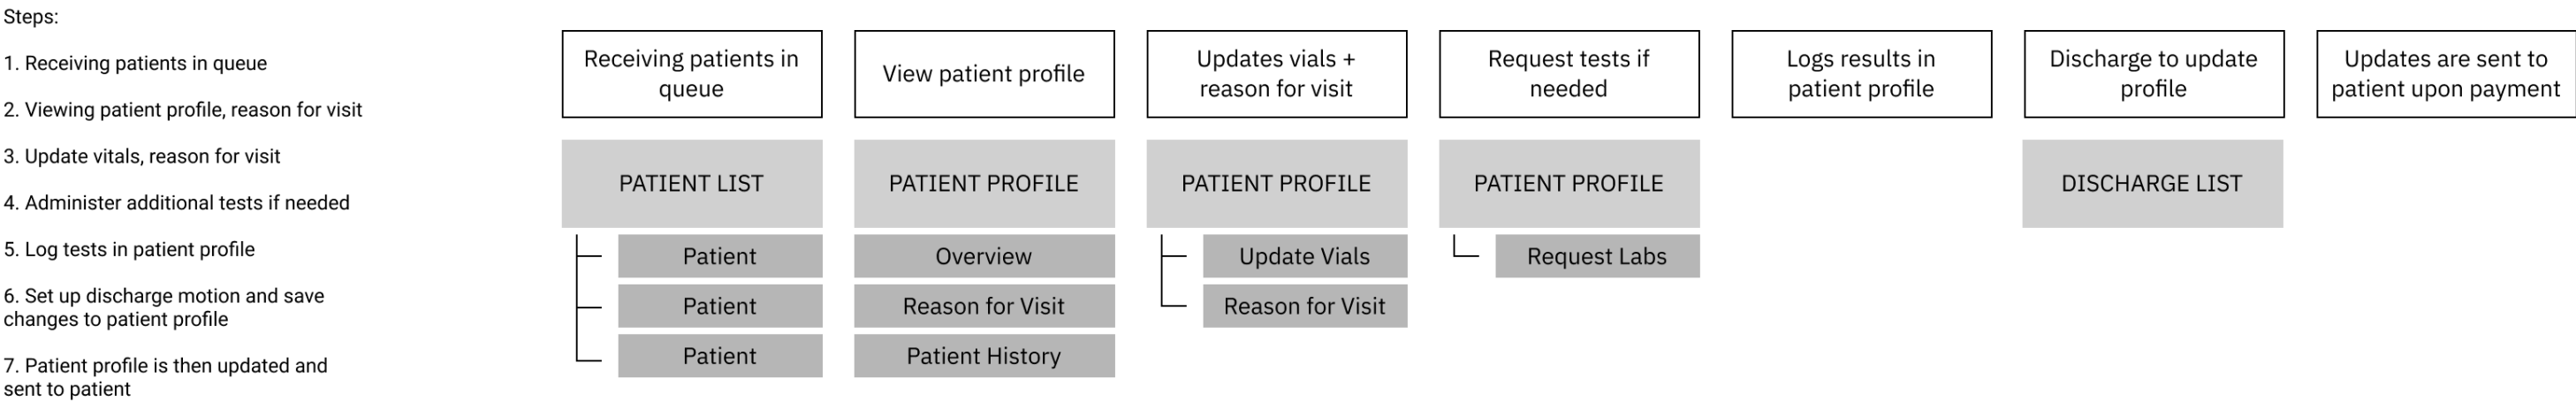 Steps:
1. Receiving patients in queue
2. Viewing patient profile, reason for visit
3. Update vitals, reason for visit
4. Administer additional tests if needed
5. Log tests in patient profile
6. Set up discharge motion and save
changes to patient profile
7. Patient profile is then updated and
sent to patient
Receiving patients in
queue
PATIENT LIST
Patient
Patient
Patient
View patient profile
PATIENT PROFILE
Overview
Reason for Visit
Patient History
Updates vials +
reason for visit
PATIENT PROFILE
Update Vials
Reason for Visit
Request tests if
needed
PATIENT PROFILE
Request Labs
Logs results in
patient profile
Discharge to update
profile
DISCHARGE LIST
Updates are sent to
patient upon payment